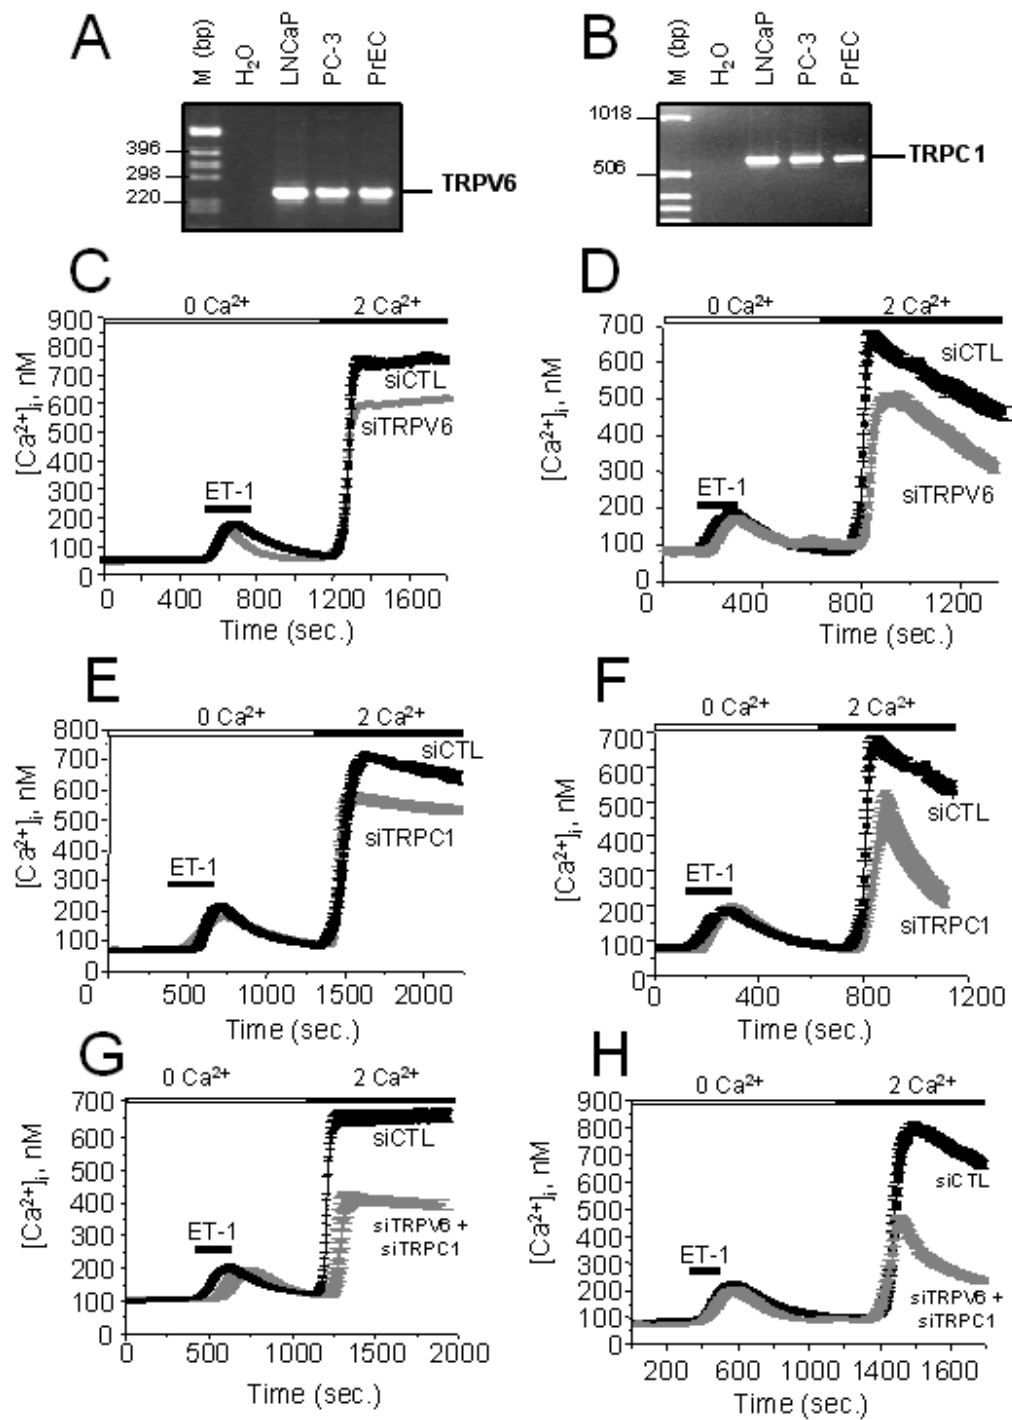 A
M (bp)
H₂O
LNCaP
PC-3
PrEC
396
298
220
TRPV6
B
M (bp)
H₂O
LNCaP
PC-3
PrEC
1018
506
TRPC1
C
0 Ca²⁺ 2 Ca²⁺
900
800
700
600
500
400
300
200
100
0
[Ca²⁺]i, nM
siCTL
siTRPV6
ET-1
0 400 800 1200 1600
Time (sec.)
D
0 Ca²⁺ 2 Ca²⁺
700
600
500
400
300
200
100
0
[Ca²⁺]i, nM
siCTL
siTRPV6
ET-1
0 400 800 1200
Time (sec.)
E
0 Ca²⁺ 2 Ca²⁺
800
700
600
500
400
300
200
100
0
[Ca²⁺]i, nM
siCTL
siTRPC1
ET-1
0 500 1000 1500 2000
Time (sec.)
F
0 Ca²⁺ 2 Ca²⁺
700
600
500
400
300
200
100
0
[Ca²⁺]i, nM
siCTL
siTRPC1
ET-1
0 400 800 1200
Time (sec.)
G
0 Ca²⁺ 2 Ca²⁺
700
600
500
400
300
200
100
0
[Ca²⁺]i, nM
siCTL
siTRPV6 +
siTRPC1
ET-1
0 500 1000 1500 2000
Time (sec.)
H
0 Ca²⁺ 2 Ca²⁺
900
800
700
600
500
400
300
200
100
0
[Ca²⁺]i, nM
siCTL
siTRPV6 +
siTRPC1
ET-1
200 600 1000 1400 1600
Time (sec.)